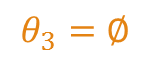 θ₃ = ∅